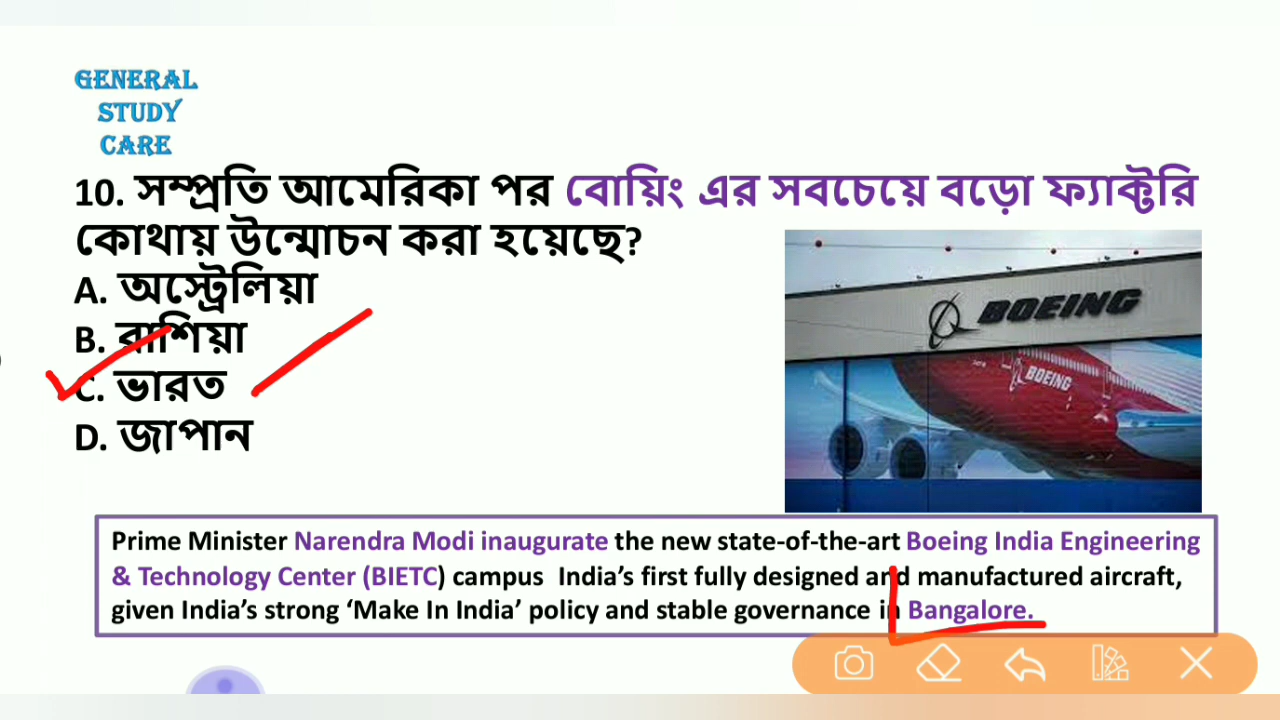 GENERAL
STUDY
CARE
10. সম্প্রতি আমেরিকা পর বোয়িং এর সবচেয়ে বড়ো ফ্যাক্টরি
কোথায় উন্মোচন করা হয়েছে?
A. অস্ট্রেলিয়া
B. রাশিয়া
C. ভারত
D. জাপান
BOEING
BOEING
Prime Minister Narendra Modi inaugurate the new state-of-the-art Boeing India Engineering
& Technology Center (BIETC) campus India’s first fully designed and manufactured aircraft,
given India’s strong ‘Make In India’ policy and stable governance in Bangalore.